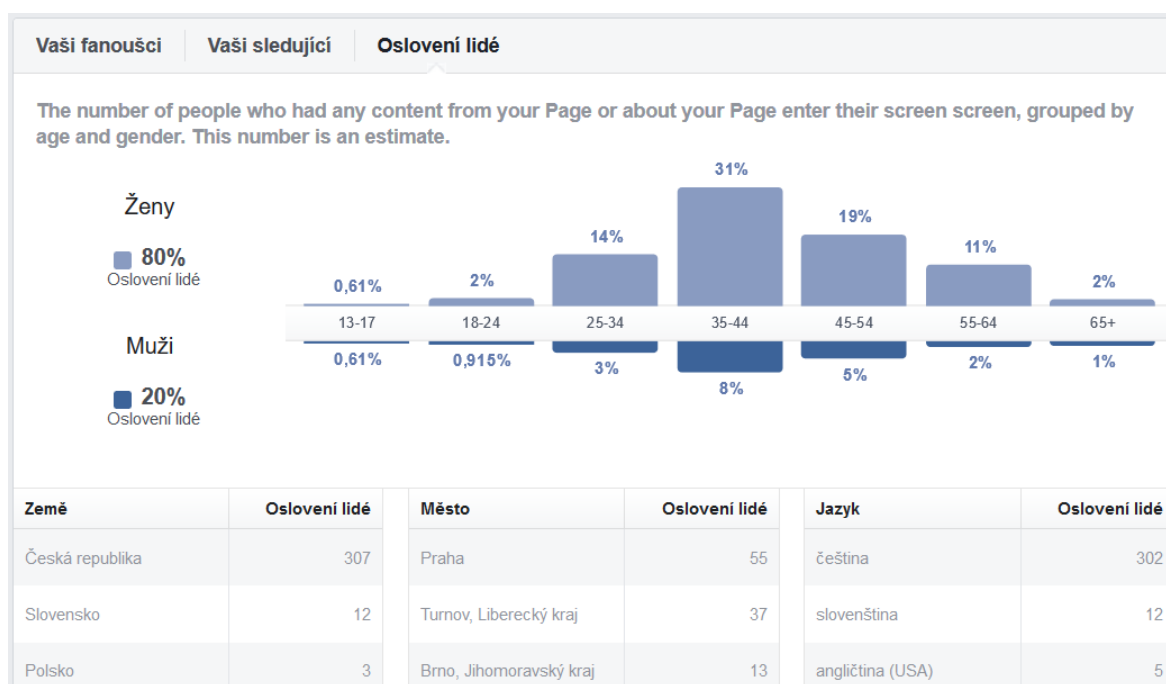 Vaši fanoušci Vaši sledující Oslovení lidé
The number of people who had any content from your Page or about your Page enter their screen screen, grouped by
age and gender. This number is an estimate.
Ženy
80%
Oslovení lidé
0,61% 2% 14% 31% 19% 11% 2%
13-17 18-24 25-34 35-44 45-54 55-64 65+
Muži
20%
Oslovení lidé
0,61% 0,915% 3% 8% 5% 2% 1%
Země Oslovení lidé Město Oslovení lidé Jazyk Oslovení lidé
Česká republika 307 Praha 55 čeština 302
Slovensko 12 Turnov, Liberecký kraj 37 slovenština 12
Polsko 3 Brno, Jihomoravský kraj 13 angličtina (USA) 5